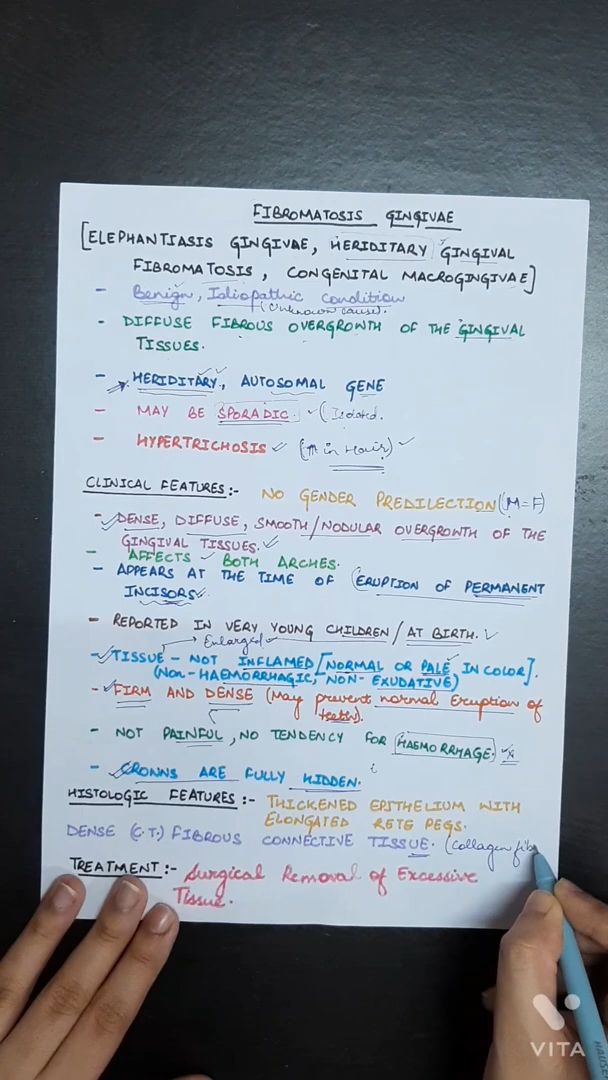 FIBROMATOSIS GINGIVAE
[ELEPHANTIASIS GINGIVAE, HERIDITARY GINGIVAL
FIBROMATOSIS, CONGENITAL MACROGINGIVAE]
- Benign, Idiopathic condition
(Unknown cause).
- DIFFUSE FIBROUS OVERGROWTH OF THE GINGIVAL
TISSUES.
- HERIDITARY, AUTOSOMAL GENE
- MAY BE SPORADIC. (Isolated.
- HYPERTRICHOSIS (↑ in Hair)
CLINICAL FEATURES:- NO GENDER PREDILECTION (M=F)
- DENSE, DIFFUSE, SMOOTH/NODULAR OVERGROWTH OF THE
GINGIVAL TISSUES.
- AFFECTS BOTH ARCHES.
- APPEARS AT THE TIME OF (ERUPTION OF PERMANENT
INCISORS
- REPORTED IN VERY YOUNG CHILDREN/AT BIRTH.
Enlarged
- TISSUE - NOT INFLAMED [NORMAL OR PALE IN COLOR].
(NON-HAEMORRHAGIC, NON-EXUDATIVE)
- FIRM AND DENSE (May prevent normal Eruption of
teeth).
- NOT PAINFUL, NO TENDENCY FOR HAEMORRHAGE.
- CROWNS ARE FULLY HIDDEN.
HISTOLOGIC FEATURES:- THICKENED EPITHELIUM WITH
ELONGATED RETE PEGS.
DENSE (C.T.) FIBROUS CONNECTIVE TISSUE. (Collagen fib
TREATMENT:- Surgical Removal of Excessive
Tissue.
VITA